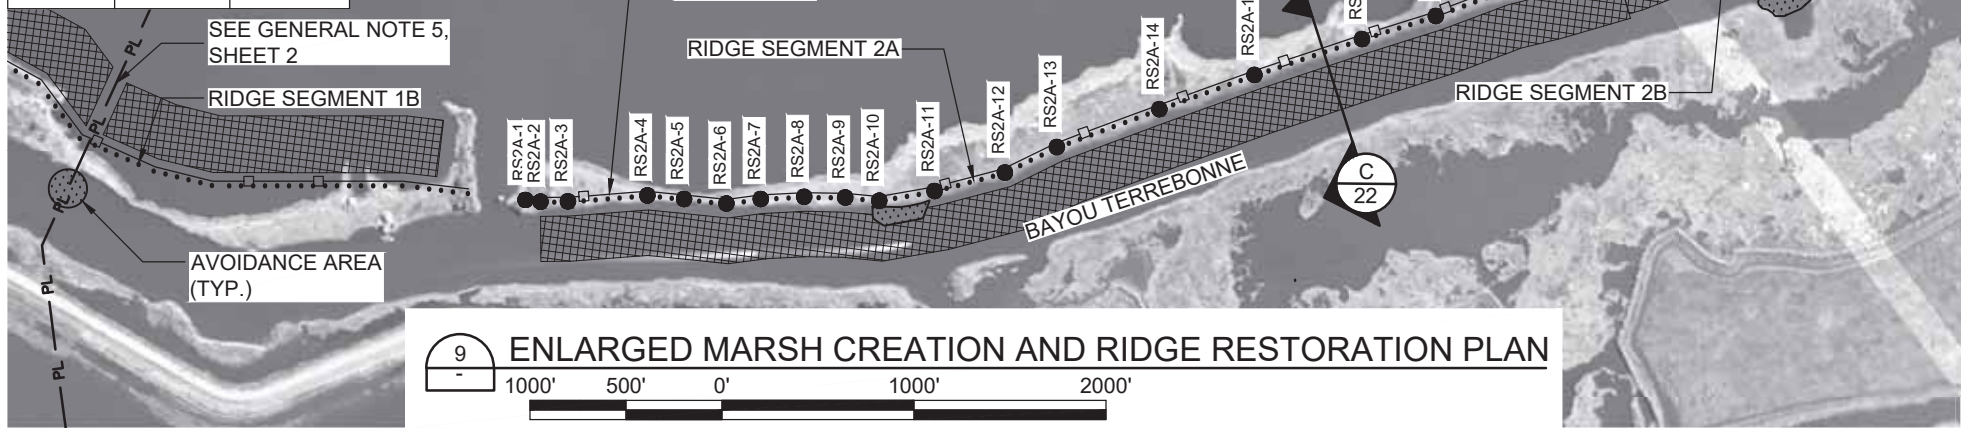 SEE GENERAL NOTE 5,
SHEET 2
RIDGE SEGMENT 1B
PL
PL
PL
PL
PL
AVOIDANCE AREA
(TYP.)
RIDGE SEGMENT 2A
RS2A-1
RS2A-2
RS2A-3
RS2A-4
RS2A-5
RS2A-6
RS2A-7
RS2A-8
RS2A-9
RS2A-10
RS2A-11
RS2A-12
RS2A-13
RS2A-14
RIDGE SEGMENT 2B
BAYOU TERREBONNE
C
22
9
-
ENLARGED MARSH CREATION AND RIDGE RESTORATION PLAN
1000' 500' 0' 1000' 2000'